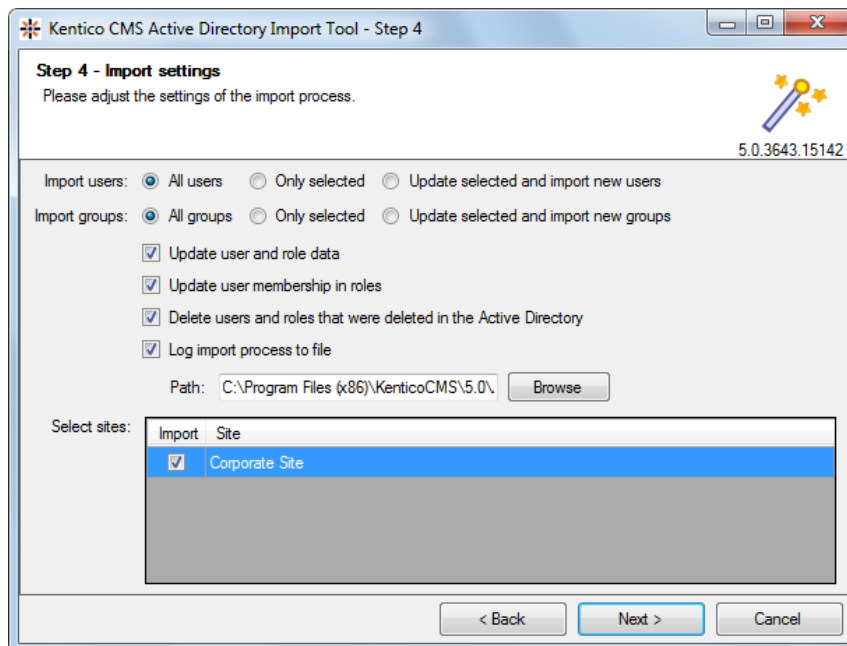 Kentico CMS Active Directory Import Tool - Step 4
Step 4 - Import settings
Please adjust the settings of the import process.
5.0.3643.15142
Import users: All users Only selected Update selected and import new users
Import groups: All groups Only selected Update selected and import new groups
Update user and role data
Update user membership in roles
Delete users and roles that were deleted in the Active Directory
Log import process to file
Path: C:\Program Files (x86)\KenticoCMS\5.0\ Browse
Select sites:
Import Site
Corporate Site
< Back Next > Cancel